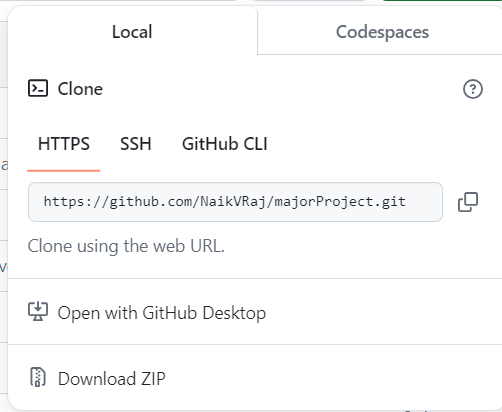 Local
Codespaces
Clone
HTTPS
SSH
GitHub CLI
https://github.com/NaikVRaj/majorProject.git
Clone using the web URL.
Open with GitHub Desktop
Download ZIP